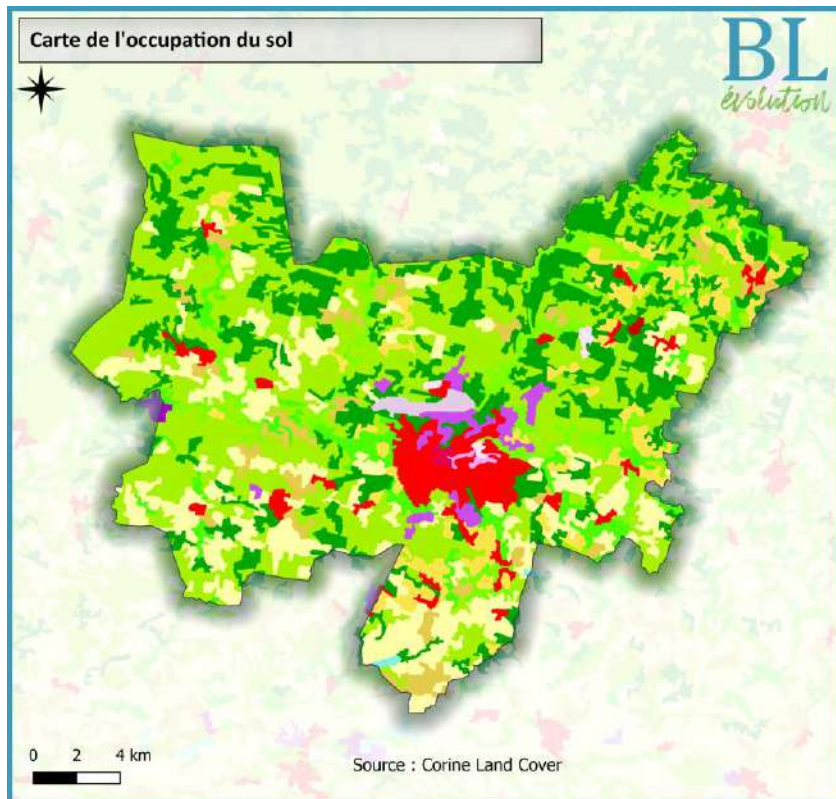 Carte de l'occupation du sol
BL
évolution
0 2 4 km
Source : Corine Land Cover